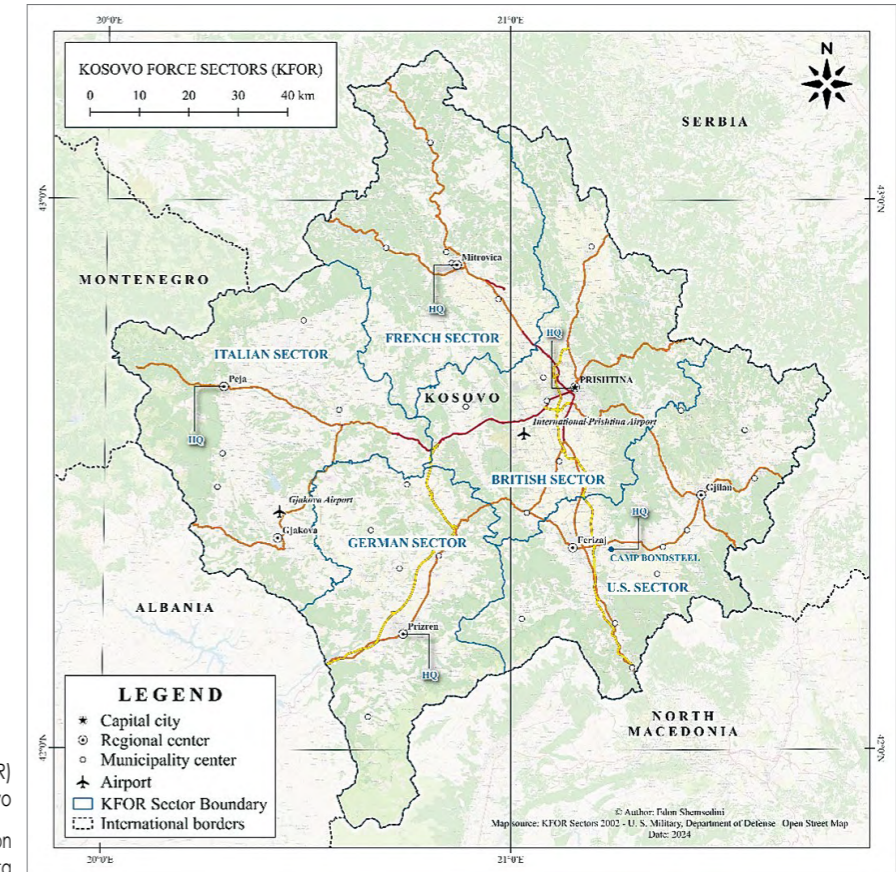 20°0'E
21°0'E
KOSOVO FORCE SECTORS (KFOR)
0 10 20 30 40 km
N
SERBIA
43°0'N
43°0'N
MONTENEGRO
Mitrovica
HQ
FRENCH SECTOR
HQ
ITALIAN SECTOR
Peja
PRISHTINA
KOSOVO
International Prishtina Airport
HQ
BRITISH SECTOR
Gjilan
Gjakova Airport
HQ
Gjakova
GERMAN SECTOR
Ferizaj
CAMP BONDSTEEL
U.S. SECTOR
ALBANIA
Prizren
HQ
LEGEND
Capital city
Regional center
Municipality center
Airport
KFOR Sector Boundary
International borders
NORTH
MACEDONIA
42°0'N
42°0'N
© Author: Edon Shemsedini
Map source: KFOR Sectors 2002 - U. S. Military, Department of Defense Open Street Map
Date: 2024
20°0'E
21°0'E